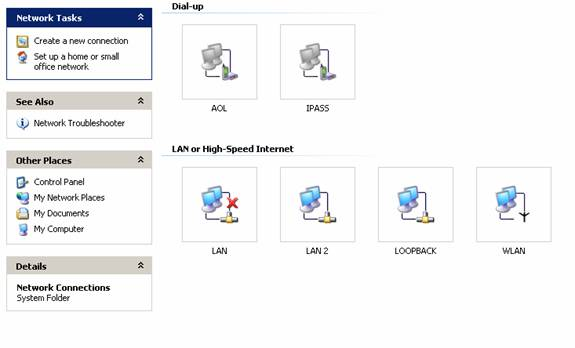 Network Tasks
Create a new connection
Set up a home or small
office network
See Also
Network Troubleshooter
Other Places
Control Panel
My Network Places
My Documents
My Computer
Details
Network Connections
System Folder
Dial-up
AOL
IPASS
LAN or High-Speed Internet
LAN
LAN 2
LOOPBACK
WLAN